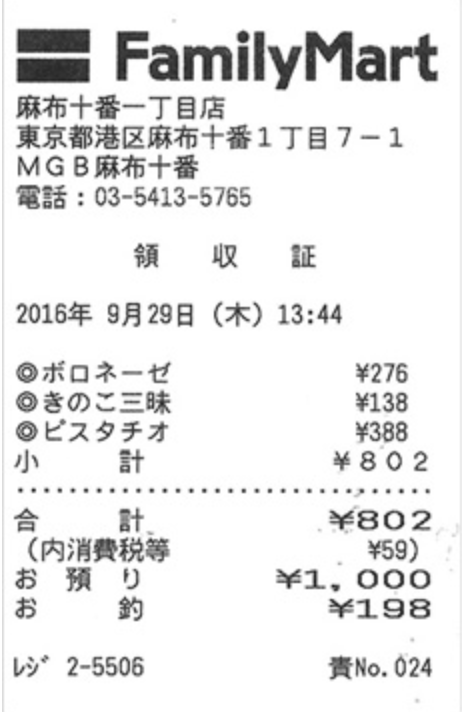 FamilyMart
麻布十番一丁目店
東京都港区麻布十番1丁目7-1
MGB麻布十番
電話:03-5413-5765
領 収 証
2016年 9月29日(木)13:44
◎ボロネーゼ ¥276
◎きのこ三昧 ¥138
◎ピスタチオ ¥388
小 計 ¥802
合 計 ¥802
(内消費税等 ¥59)
お 預 り ¥1,000
お 釣 ¥198
レジ 2-5506 責No.024